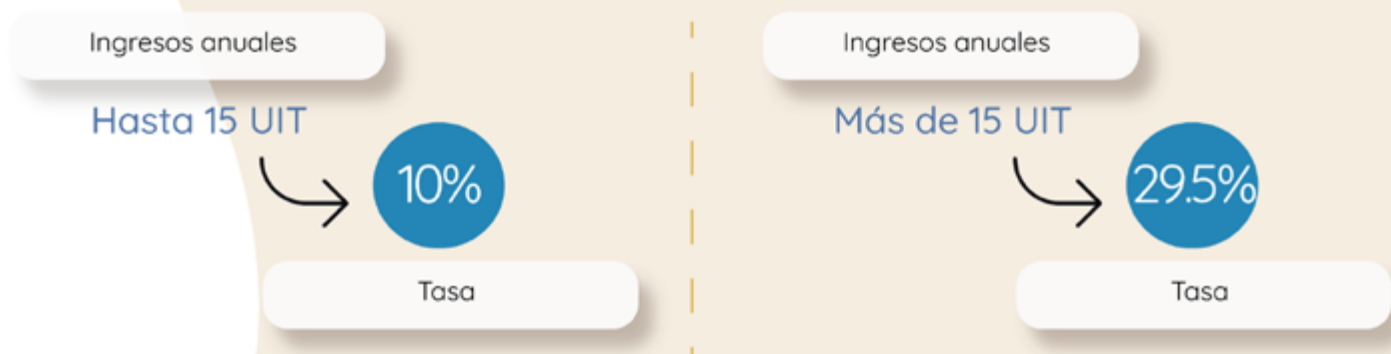 Ingresos anuales
Hasta 15 UIT
10%
Tasa
Ingresos anuales
Más de 15 UIT
29.5%
Tasa